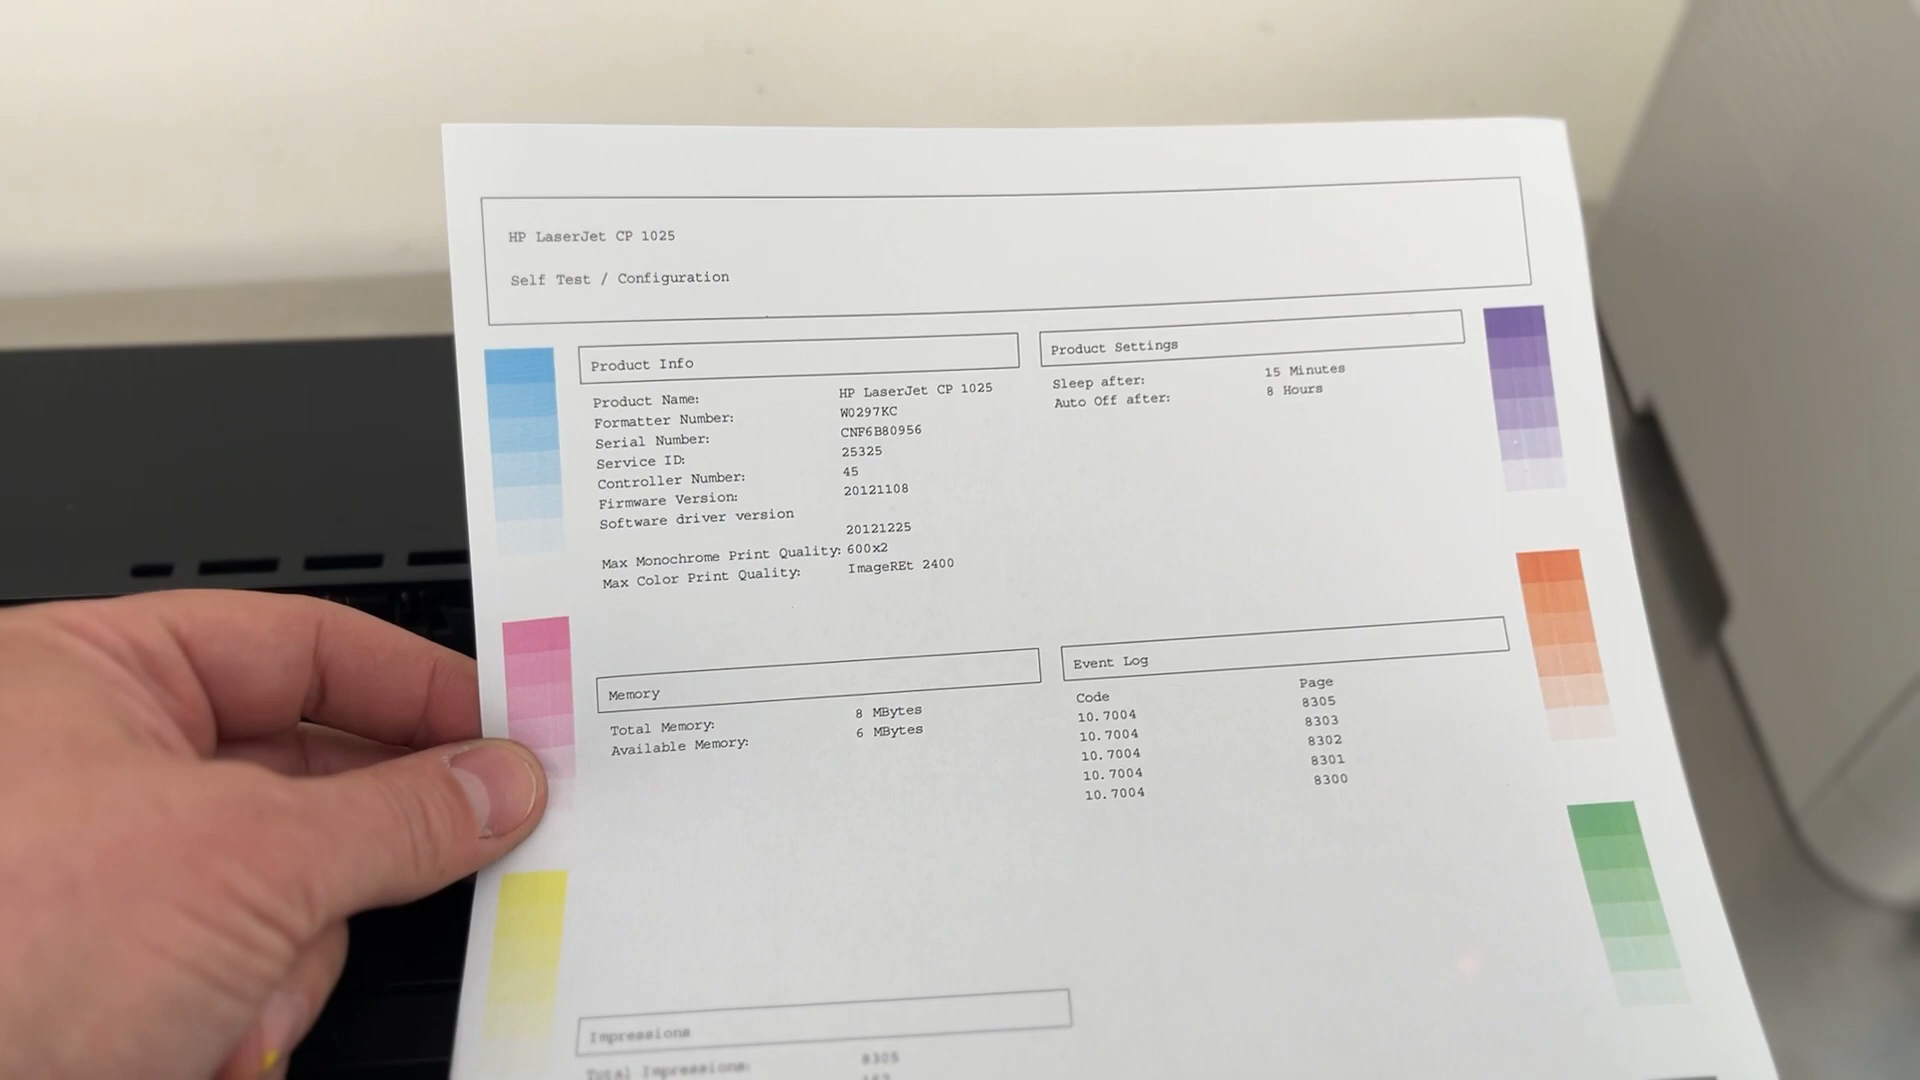 HP LaserJet CP 1025
Self Test / Configuration
Product Info
Product Name: HP LaserJet CP 1025
Formatter Number: W0297KC
Serial Number: CNF6B80956
Service ID: 25325
Controller Number: 45
Firmware Version: 20121108
Software driver version
20121225
Max Monochrome Print Quality: 600x2
Max Color Print Quality: ImageREt 2400
Product Settings
Sleep after: 15 Minutes
Auto Off after: 8 Hours
Memory
Total Memory: 8 MBytes
Available Memory: 6 MBytes
Event Log
Code Page
10.7004 8305
10.7004 8303
10.7004 8302
10.7004 8301
10.7004 8300
Impressions
Total Impressions: 8305